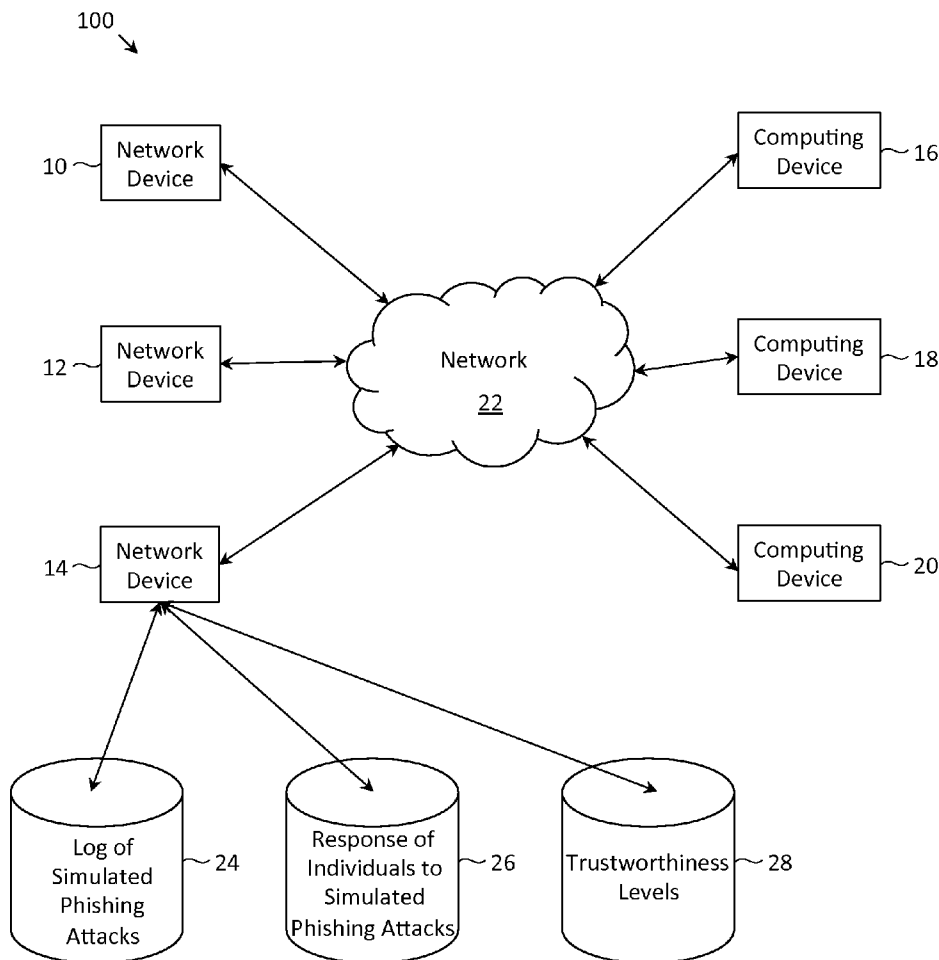 100
Network
Device
10
Computing
Device
16
Network
Device
12
Network
22
Computing
Device
18
Network
Device
14
Computing
Device
20
Log of
Simulated
Phishing
Attacks
24
Response of
Individuals to
Simulated
Phishing Attacks
26
Trustworthiness
Levels
28